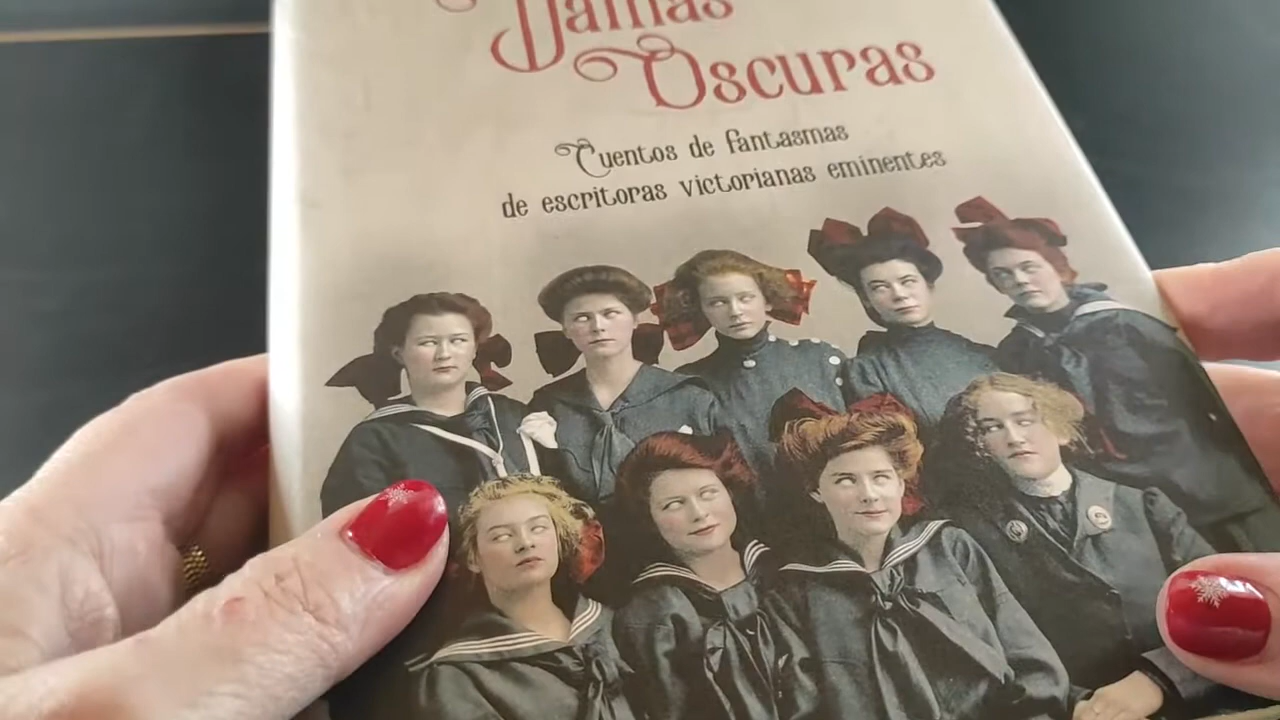 Damas
Oscuras
Cuentos de fantasmas
de escritoras victorianas eminentes